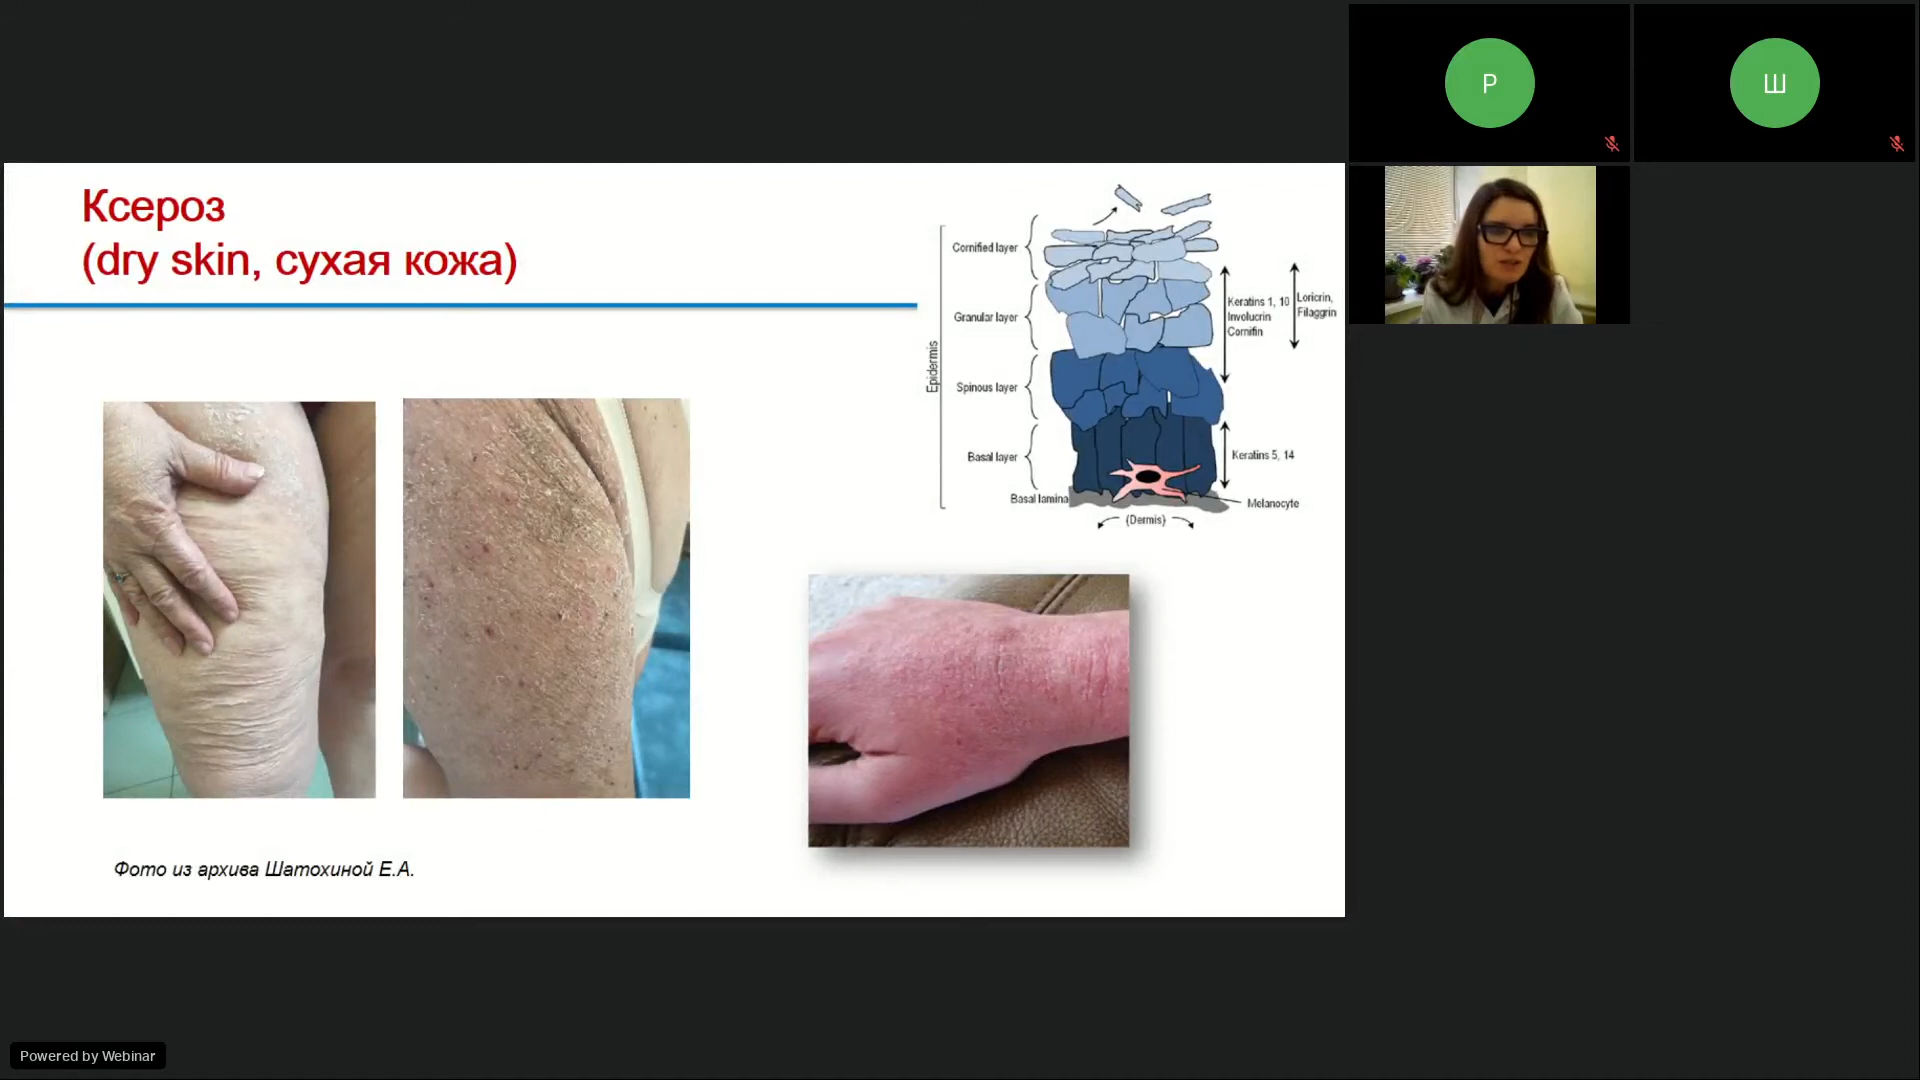 Р
Ш
Ксероз
(dry skin, сухая кожа)
Cornified layer
Granular layer
Keratins 1, 10
Involucrin
Cornifin
Loricrin,
Filaggrin
Epidermis
Spinous layer
Basal layer
Keratins 5, 14
Basal lamina
Melanocyte
(Dermis)
Фото из архива Шатохиной Е.А.
Powered by Webinar